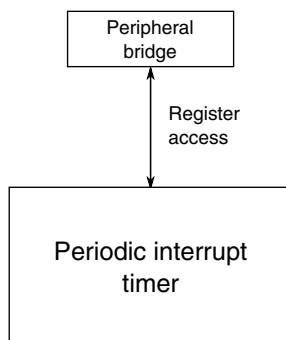 Peripheral
bridge
Register
access
Periodic interrupt
timer